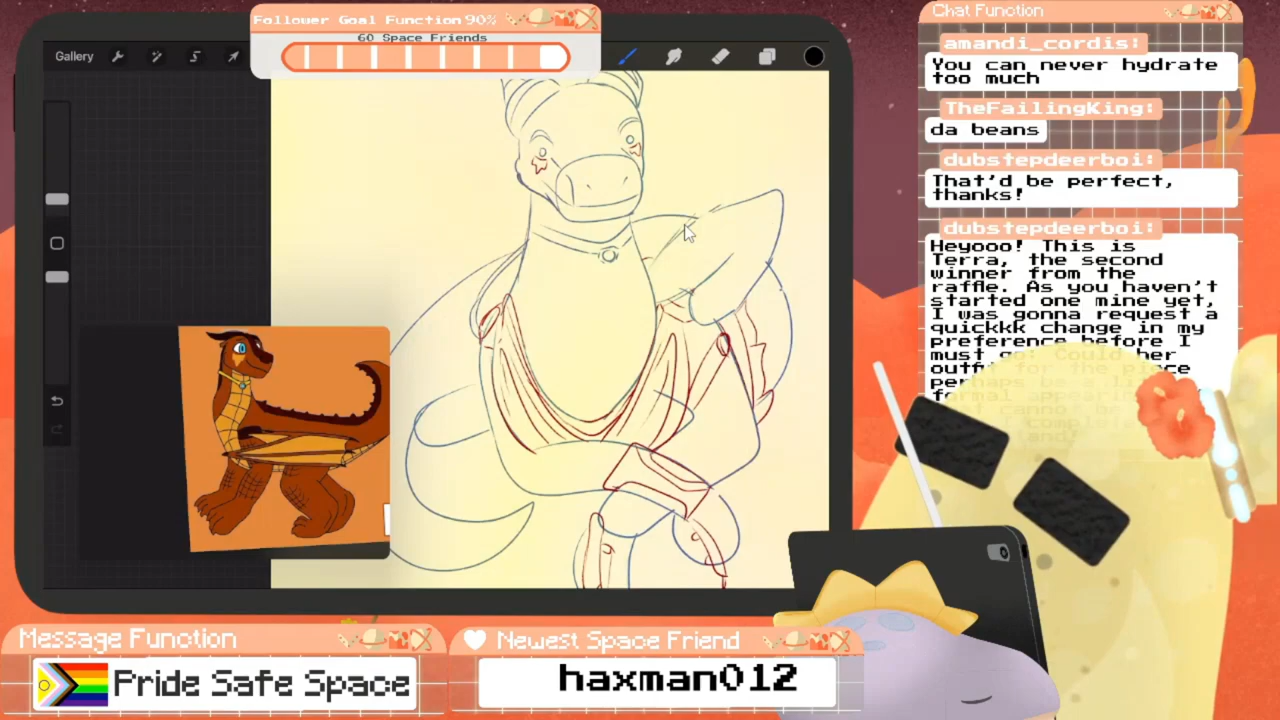 Follower Goal Function 90%
60 Space Friends
Gallery
Chat Function
amandi_cordis:
You can never hydrate
too much
TheFailingKing:
da beans
dubstepdeerboi:
That'd be perfect,
thanks!
dubstepdeerboi:
Heyooo! This is
Terra, the second
winner from the
raffle. As you haven't
started one mine yet,
I was gonna request a
quickkk change in my
preference before I
must go: Could her
outfit for the piece
perhaps be a
formal
Message Function
Pride Safe Space
Newest Space Friend
haxman012